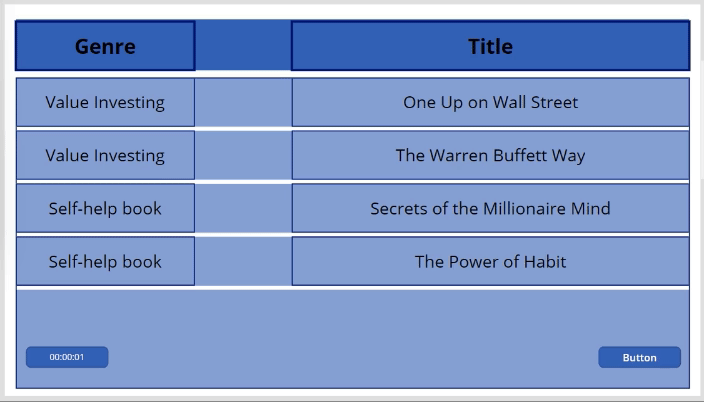 Genre Title
Value Investing One Up on Wall Street
Value Investing The Warren Buffett Way
Self-help book Secrets of the Millionaire Mind
Self-help book The Power of Habit
00:00:01 Button